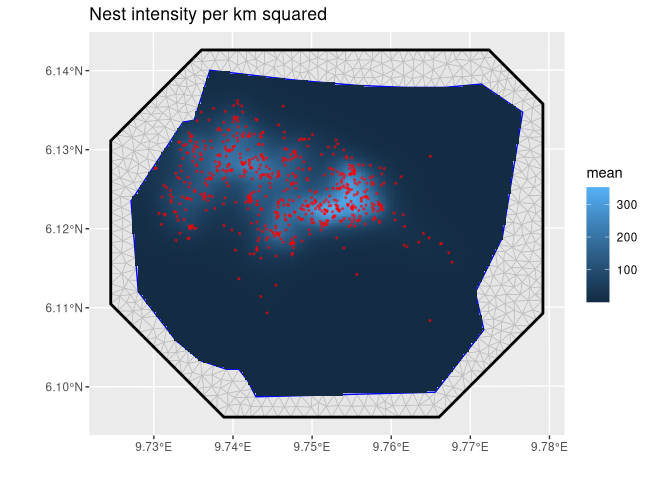 Nest intensity per km squared
6.14°N
6.13°N
6.12°N
6.11°N
6.10°N
9.73°E
9.74°E
9.75°E
9.76°E
9.77°E
9.78°E
mean
300
200
100